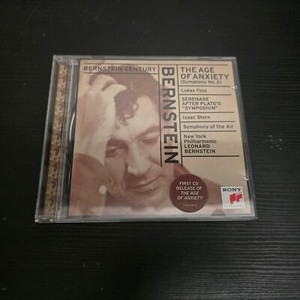 BERNSTEIN CENTURY
BERNSTEIN
THE AGE
OF ANXIETY
(Symphony No. 2)
Lukas Foss
SERENADE
AFTER PLATO'S
"SYMPOSIUM"
Isaac Stern
Symphony of the Air
New York
Philharmonic
LEONARD
BERNSTEIN
FIRST CD
RELEASE OF
THE AGE
OF ANXIETY
SONY